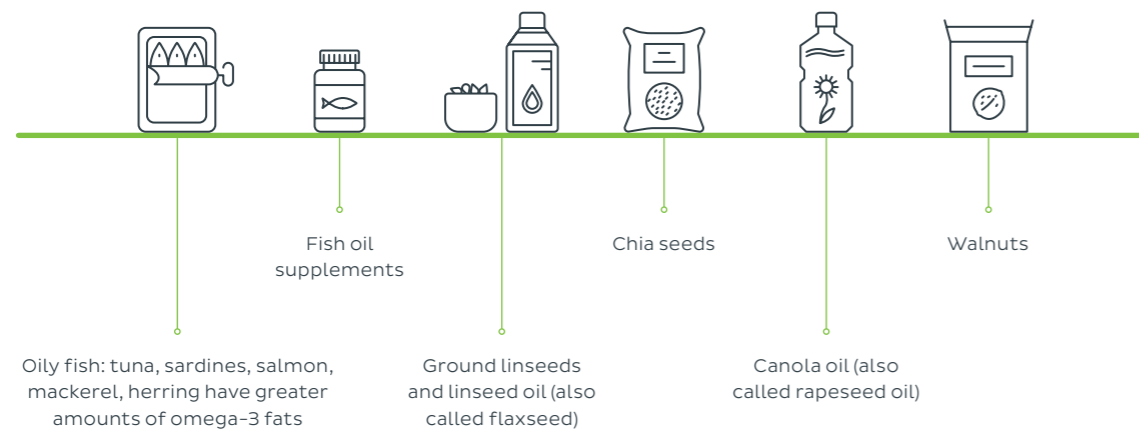 Fish oil
supplements
Chia seeds
Walnuts
Oily fish: tuna, sardines, salmon,
mackerel, herring have greater
amounts of omega-3 fats
Ground linseeds
and linseed oil (also
called flaxseed)
Canola oil (also
called rapeseed oil)